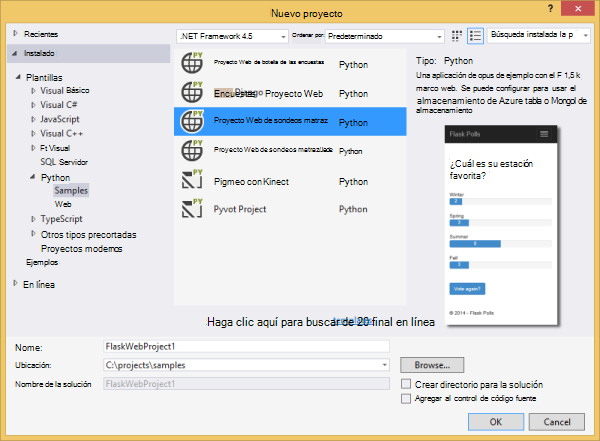 Nuevo proyecto
Recientes
Instalado
Plantillas
Visual Básico
Visual C#
JavaScript
Visual C++
Ft Visual
SQL Servidor
Python
Samples
Web
TypeScript
Otros tipos precortadas
Proyectos modernos
Ejemplos
En línea
.NET Framework 4.5
Ordenar por: Predeterminado
Búsqueda instalada la p
Proyecto Web de botella de las encuestas Python
Encuestas Proyecto Web Python
Proyecto Web de sondeos matraz Python
Proyecto Web de sondeos matraz/Jade Python
Pigmeo con Kinect Python
Pyvot Project Python
Haga clic aquí para buscar de 20 final en línea
Tipo: Python
Una aplicación de opus de ejemplo con el F 1,5 k
marco web. Se puede configurar para usar el
almacenamiento de Azure tabla o Mongol de
almacenamiento
Flask Polls
¿Cuál es su estación
favorita?
Winter
2
Spring
3
Summer
Fall
3
Vote again?
© 2014 - Flask Polls
Nombre: FlaskWebProject1
Ubicación: C:\projects\samples
Browse...
Nombre de la solución FlaskWebProject1
Crear directorio para la solución
Agregar al control de código fuente
OK
Cancel